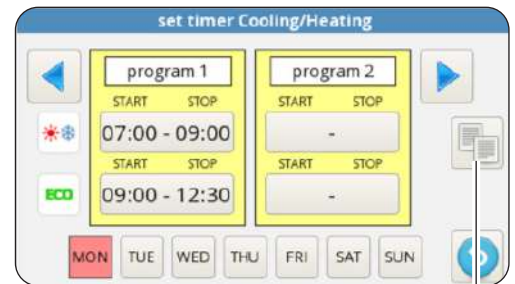 set timer Cooling/Heating
program 1 program 2
START STOP START STOP
07:00 - 09:00 -
START STOP START STOP
ECO 09:00 - 12:30 -
MON TUE WED THU FRI SAT SUN